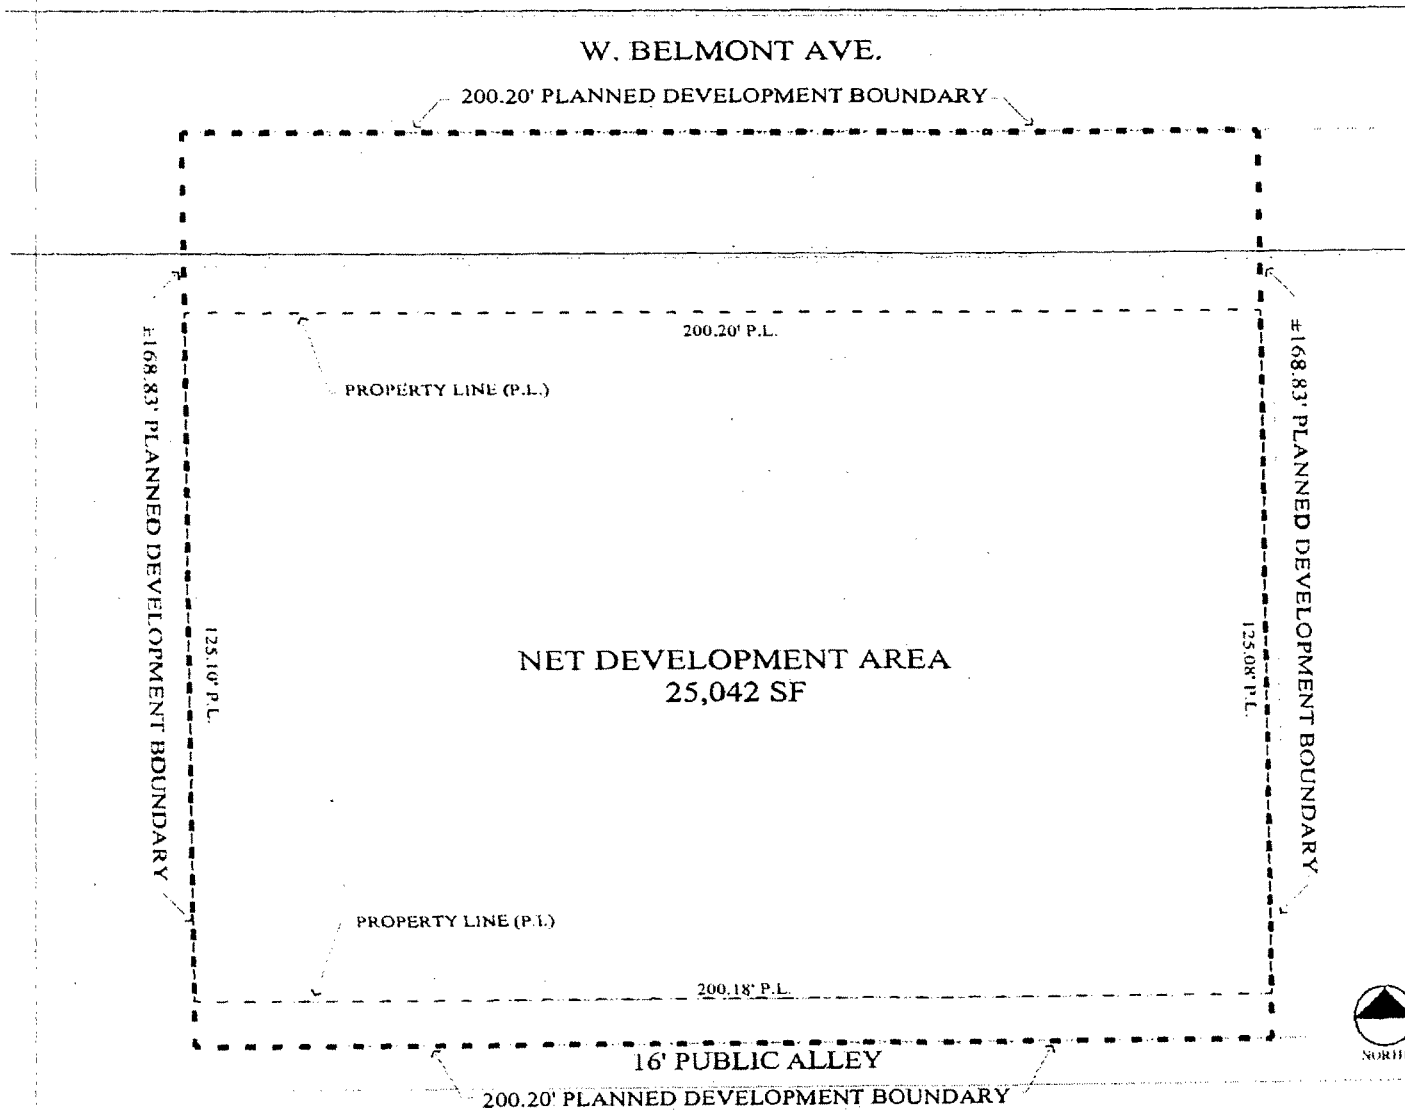 W. BELMONT AVE.
200.20' PLANNED DEVELOPMENT BOUNDARY
200.20' P.L.
PROPERTY LINE (P.L.)
±168.83' PLANNED DEVELOPMENT BOUNDARY
±168.83' PLANNED DEVELOPMENT BOUNDARY
125.10' P.L.
125.08' P.L.
NET DEVELOPMENT AREA
25,042 SF
PROPERTY LINE (P.L.)
200.18' P.L.
16' PUBLIC ALLEY
200.20' PLANNED DEVELOPMENT BOUNDARY
NORTH